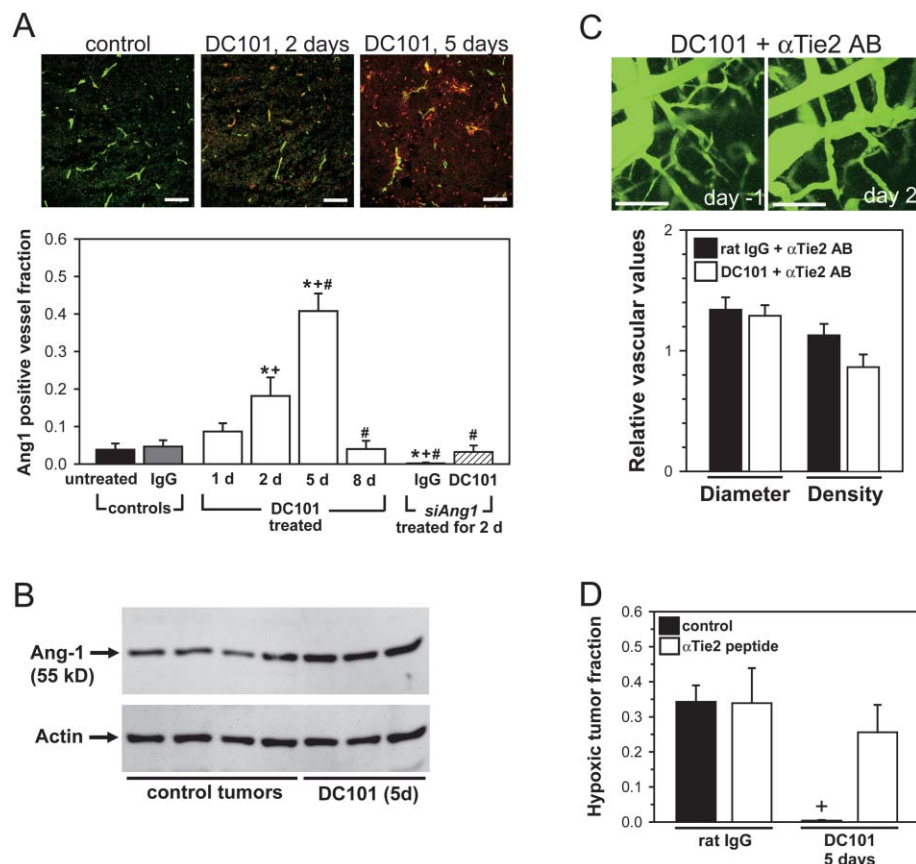 A
control
DC101, 2 days
DC101, 5 days
Ang1 positive vessel fraction
0.6
0.5
0.4
0.3
0.2
0.1
0.0
*+
*+#
#
*+#
#
untreated IgG
1 d 2 d 5 d 8 d
IgG DC101
controls
DC101
treated
siAng1
treated for 2 d
B
Ang-1
(55 kD)
Actin
control tumors
DC101 (5d)
C
DC101 + αTie2 AB
day -1
day 2
Relative vascular values
2
1
0
rat IgG + αTie2 AB
DC101 + αTie2 AB
Diameter Density
D
Hypoxic tumor fraction
0.6
0.5
0.4
0.3
0.2
0.1
0.0
control
αTie2 peptide
+
rat IgG
DC101
5 days